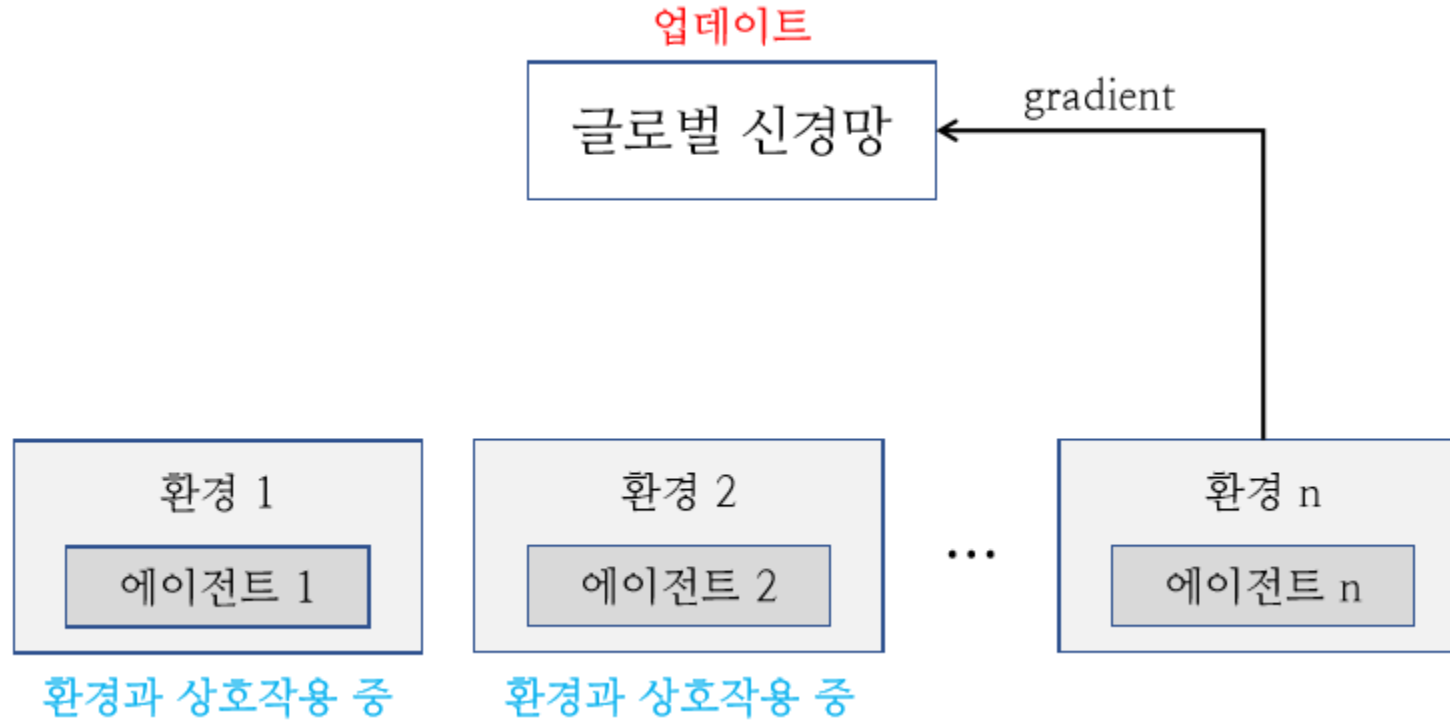 업데이트
글로벌 신경망
gradient
환경 1
환경 2
환경 n
에이전트 1
에이전트 2
...
에이전트 n
환경과 상호작용 중
환경과 상호작용 중